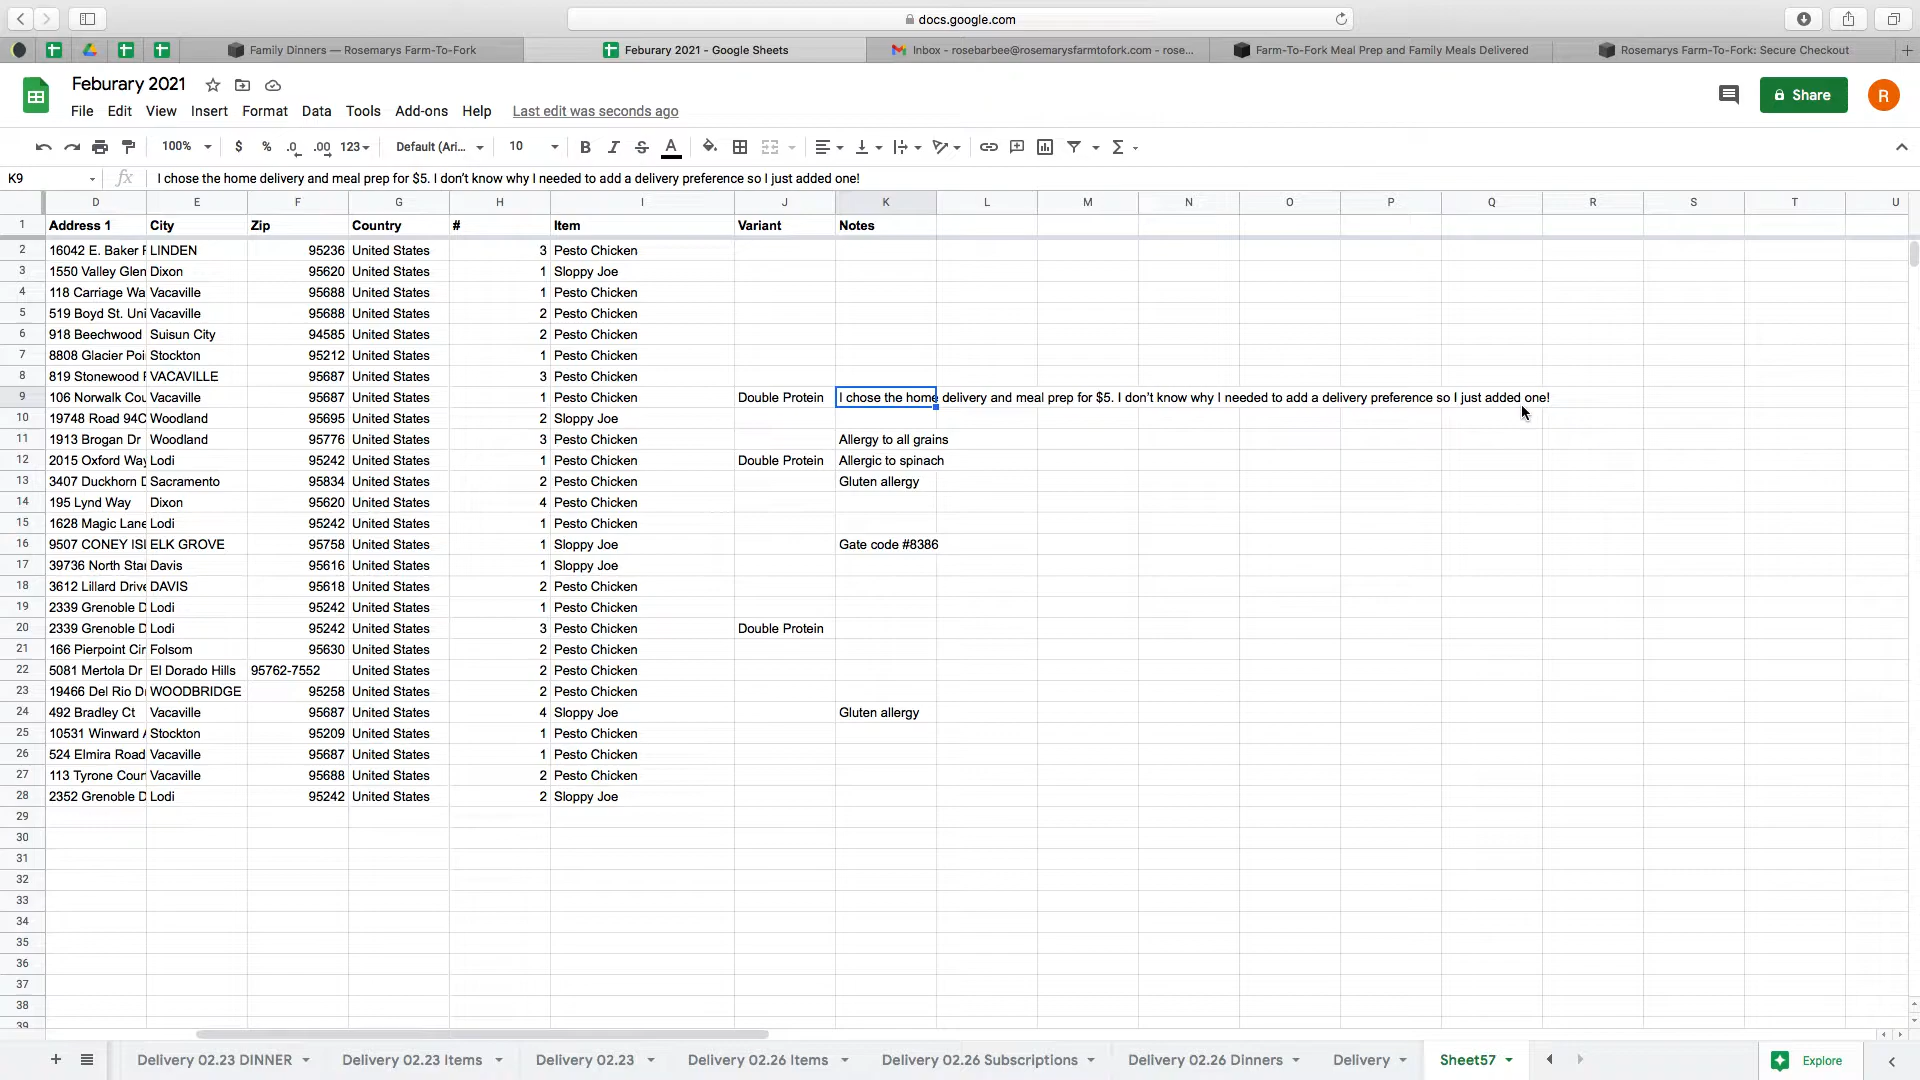 docs.google.com
Family Dinners — Rosemarys Farm-To-Fork
Feburary 2021 - Google Sheets
Inbox - rosebarbee@rosemarysfarmtofork.com - rose...
Farm-To-Fork Meal Prep and Family Meals Delivered
Rosemarys Farm-To-Fork: Secure Checkout
Feburary 2021
Share
R
File Edit View Insert Format Data Tools Add-ons Help Last edit was seconds ago
100% $ % .0 .00 123 Default (Ari... 10 B I S A
K9 fx I chose the home delivery and meal prep for $5. I don't know why I needed to add a delivery preference so I just added one!
D E F G H I J K L M N O P Q R S T U
1 Address 1 City Zip Country # Item Variant Notes
2 16042 E. Baker R LINDEN 95236 United States 3 Pesto Chicken
3 1550 Valley Glen Dixon 95620 United States 1 Sloppy Joe
4 118 Carriage Wa Vacaville 95688 United States 1 Pesto Chicken
5 519 Boyd St. Uni Vacaville 95688 United States 2 Pesto Chicken
6 918 Beechwood Suisun City 94585 United States 2 Pesto Chicken
7 8808 Glacier Poi Stockton 95212 United States 1 Pesto Chicken
8 819 Stonewood VACAVILLE 95687 United States 3 Pesto Chicken
9 106 Norwalk Cou Vacaville 95687 United States 1 Pesto Chicken Double Protein I chose the home delivery and meal prep for $5. I don't know why I needed to add a delivery preference so I just added one!
10 19748 Road 94C Woodland 95695 United States 2 Sloppy Joe
11 1913 Brogan Dr Woodland 95776 United States 3 Pesto Chicken Allergy to all grains
12 2015 Oxford Way Lodi 95242 United States 1 Pesto Chicken Double Protein Allergic to spinach
13 3407 Duckhorn D Sacramento 95834 United States 2 Pesto Chicken Gluten allergy
14 195 Lynd Way Dixon 95620 United States 4 Pesto Chicken
15 1628 Magic Lane Lodi 95242 United States 1 Pesto Chicken
16 9507 CONEY ISL ELK GROVE 95758 United States 1 Sloppy Joe Gate code #8386
17 39736 North Star Davis 95616 United States 1 Sloppy Joe
18 3612 Lillard Drive DAVIS 95618 United States 2 Pesto Chicken
19 2339 Grenoble D Lodi 95242 United States 1 Pesto Chicken
20 2339 Grenoble D Lodi 95242 United States 3 Pesto Chicken Double Protein
21 166 Pierpoint Cir Folsom 95630 United States 2 Pesto Chicken
22 5081 Mertola Dr El Dorado Hills 95762-7552 United States 2 Pesto Chicken
23 19466 Del Rio Dr WOODBRIDGE 95258 United States 2 Pesto Chicken
24 492 Bradley Ct Vacaville 95687 United States 4 Sloppy Joe Gluten allergy
25 10531 Winward A Stockton 95209 United States 1 Pesto Chicken
26 524 Elmira Road Vacaville 95687 United States 1 Pesto Chicken
27 113 Tyrone Cour Vacaville 95688 United States 2 Pesto Chicken
28 2352 Grenoble D Lodi 95242 United States 2 Sloppy Joe
29
30
31
32
33
34
35
36
37
38
39
Delivery 02.23 DINNER Delivery 02.23 Items Delivery 02.23 Delivery 02.26 Items Delivery 02.26 Subscriptions Delivery 02.26 Dinners Delivery Sheet57 Explore